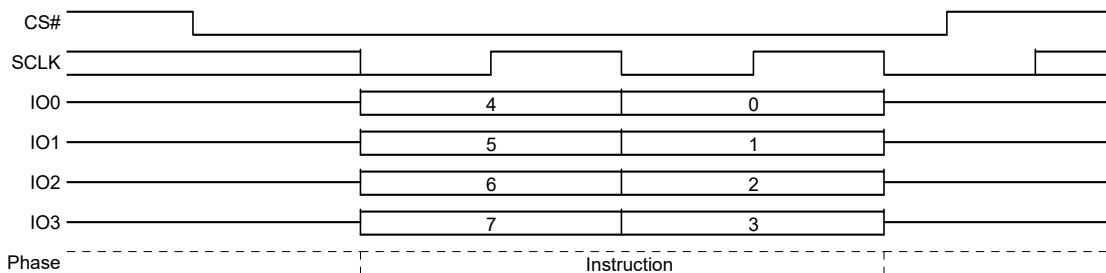 CS#
SCLK
IO0 4 0
IO1 5 1
IO2 6 2
IO3 7 3
Phase Instruction